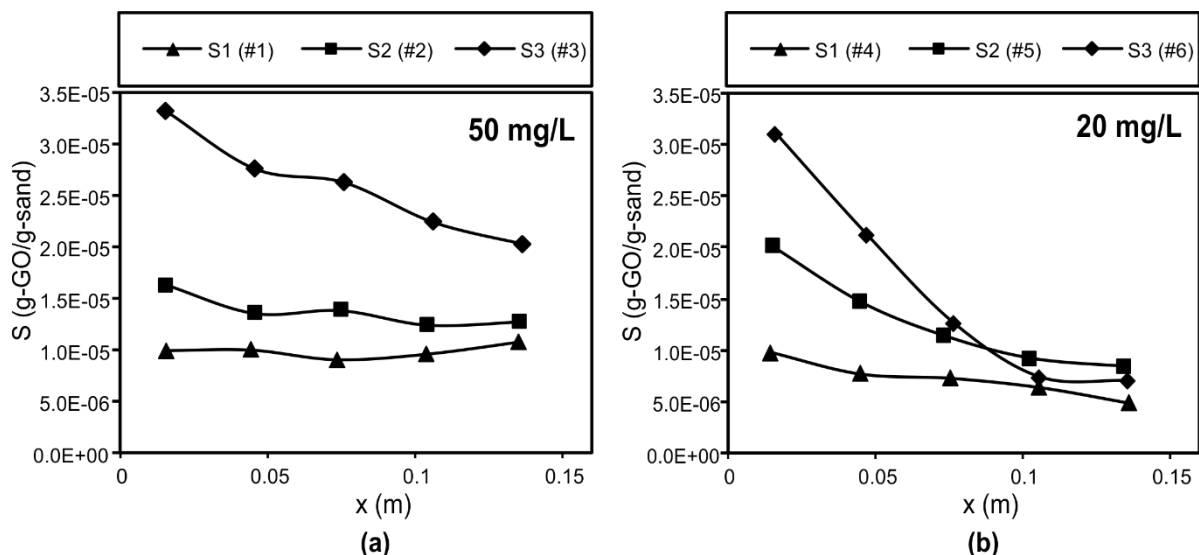 S1 (#1) S2 (#2) S3 (#3)
50 mg/L
S (g-GO/g-sand)
3.5E-05
3.0E-05
2.5E-05
2.0E-05
1.5E-05
1.0E-05
5.0E-06
0.0E+00
0 0.05 0.1 0.15
x (m)
(a)
S1 (#4) S2 (#5) S3 (#6)
20 mg/L
S (g-GO/g-sand)
3.5E-05
3.0E-05
2.5E-05
2.0E-05
1.5E-05
1.0E-05
5.0E-06
0.0E+00
0 0.05 0.1 0.15
x (m)
(b)